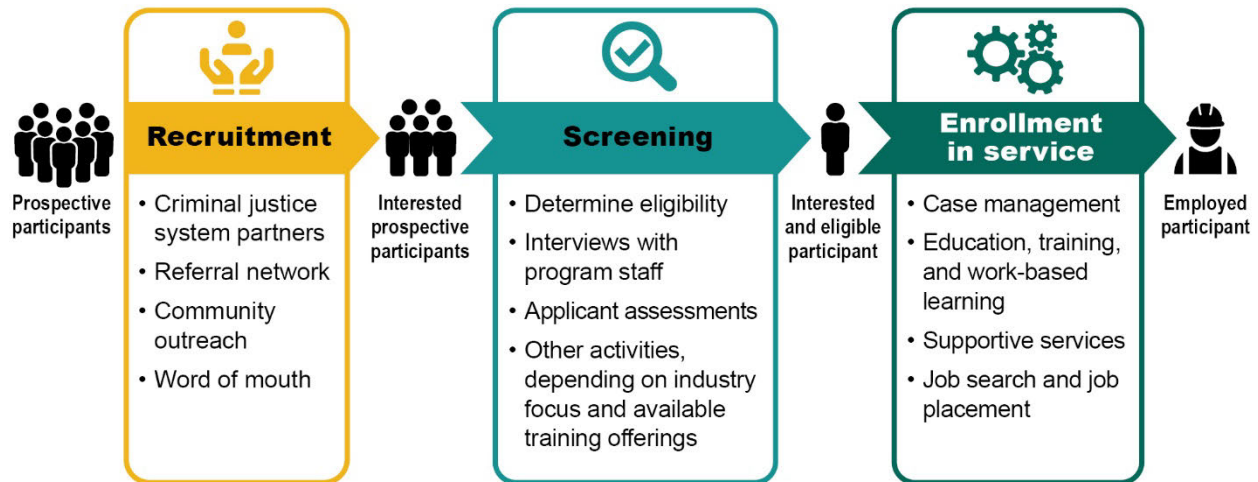 Prospective
participants
Recruitment
• Criminal justice
system partners
• Referral network
• Community
outreach
• Word of mouth
Interested
prospective
participants
Screening
• Determine eligibility
• Interviews with
program staff
• Applicant assessments
• Other activities,
depending on industry
focus and available
training offerings
Interested
and eligible
participant
Enrollment
in service
• Case management
• Education, training,
and work-based
learning
• Supportive services
• Job search and job
placement
Employed
participant